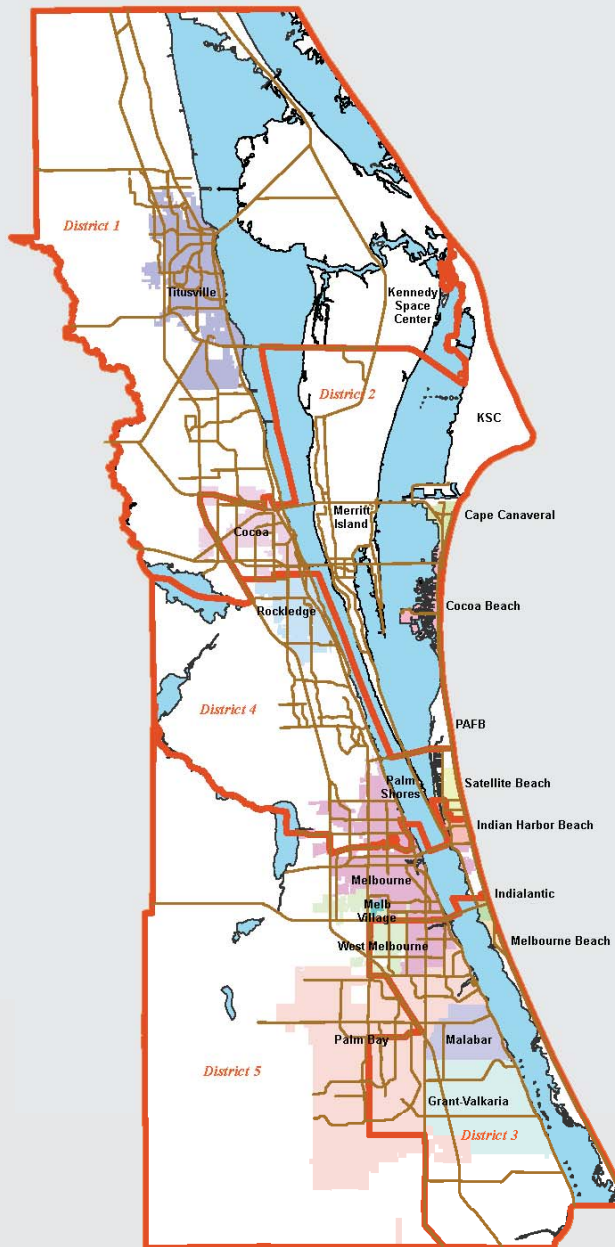 District 1
Titusville
Kennedy
Space
Center
District 2
KSC
Merritt
Island
Cape Canaveral
Cocoa
Cocoa Beach
Rockledge
District 4
PAFB
Palm
Shores
Satellite Beach
Indian Harbor Beach
Melbourne
Indialantic
Melb
Village
West Melbourne
Melbourne Beach
Palm Bay
Malabar
District 5
Grant-Valkaria
District 3